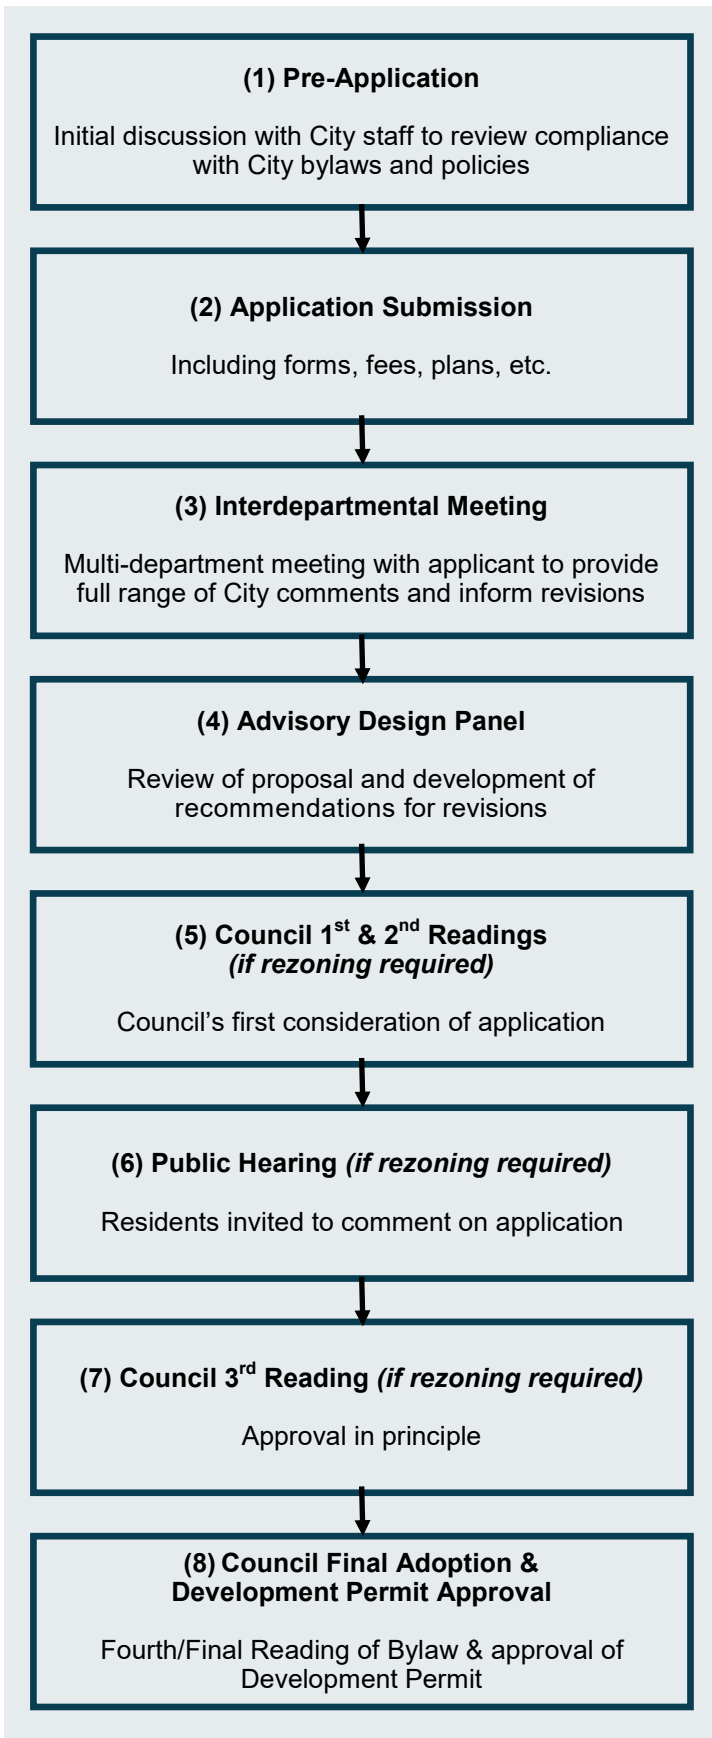 (1) Pre-Application
Initial discussion with City staff to review compliance
with City bylaws and policies
(2) Application Submission
Including forms, fees, plans, etc.
(3) Interdepartmental Meeting
Multi-department meeting with applicant to provide
full range of City comments and inform revisions
(4) Advisory Design Panel
Review of proposal and development of
recommendations for revisions
(5) Council 1st & 2nd Readings
(if rezoning required)
Council’s first consideration of application
(6) Public Hearing (if rezoning required)
Residents invited to comment on application
(7) Council 3rd Reading (if rezoning required)
Approval in principle
(8) Council Final Adoption &
Development Permit Approval
Fourth/Final Reading of Bylaw & approval of
Development Permit